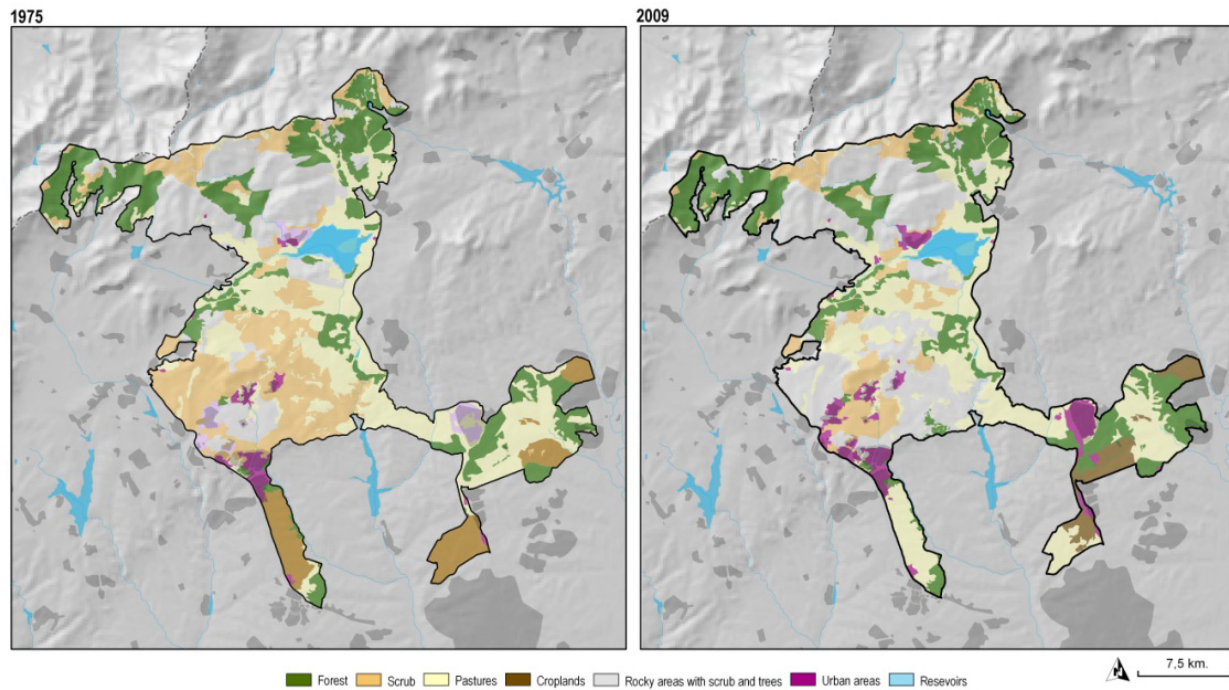 1975
2009
Forest
Scrub
Pastures
Croplands
Rocky areas with scrub and trees
Urban areas
Resevoirs
7,5 km.